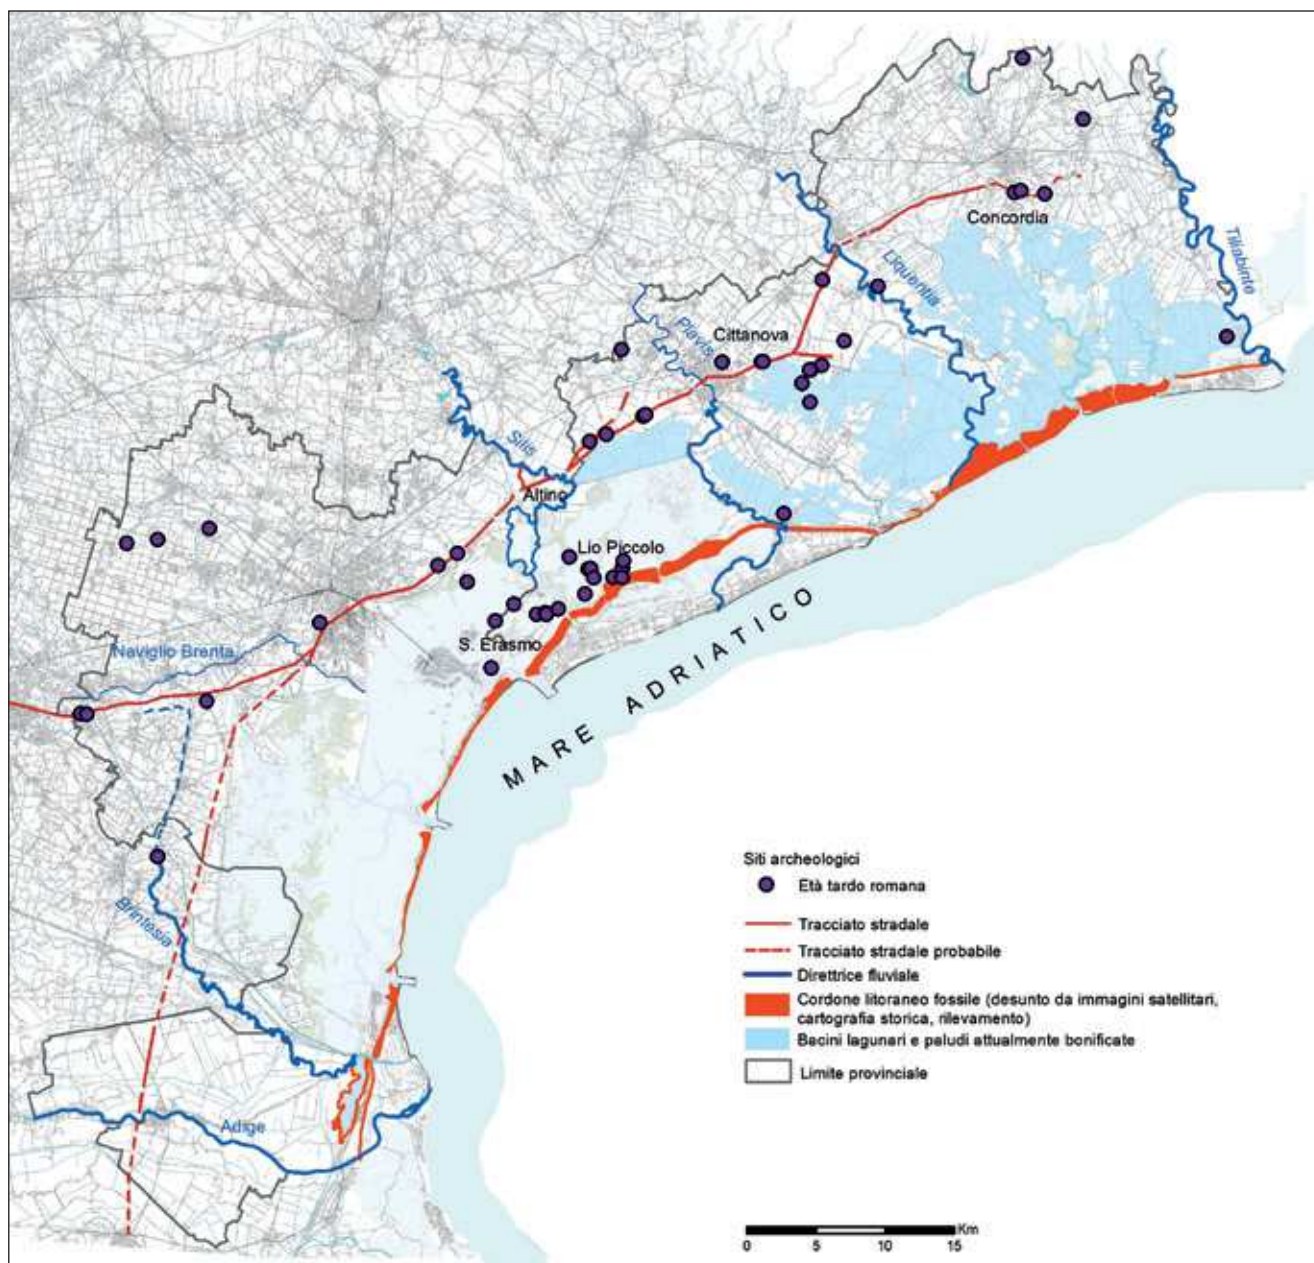 Concordia
Tiliabinte
Liquentia
Plavis
Cittanova
Silis
Altino
Lio Piccolo
S. Erasmo
Naviglio Brenta
MARE ADRIATICO
Brintesia
Adige
Siti archeologici
Età tardo romana
Tracciato stradale
Tracciato stradale probabile
Direttrice fluviale
Cordone litoraneo fossile (desunto da immagini satellitari,
cartografia storica, rilevamento)
Bacini lagunari e paludi attualmente bonificate
Limite provinciale
Km
0 5 10 15